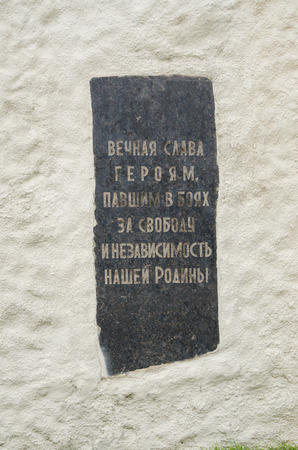 ВЕЧНАЯ СЛАВА
ГЕРОЯМ,
ПАВШИМ В БОЯХ
ЗА СВОБОДУ
И НЕЗАВИСИМОСТЬ
НАШЕЙ РОДИНЫ